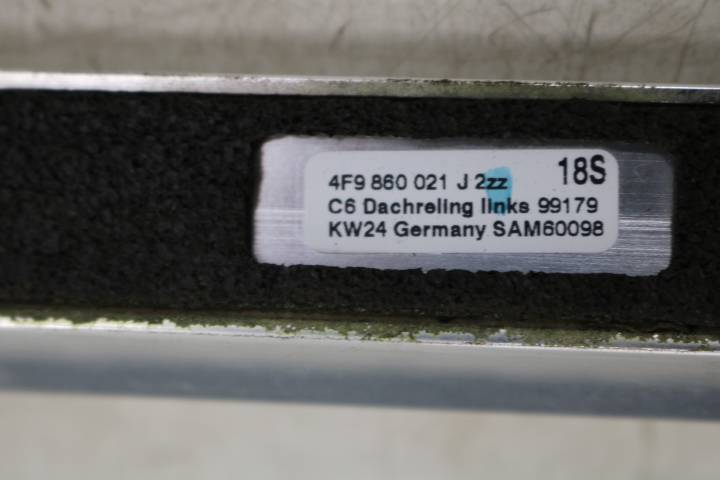 4F9 860 021 J 2zz 18S
C6 Dachreling links 99179
KW24 Germany SAM60098